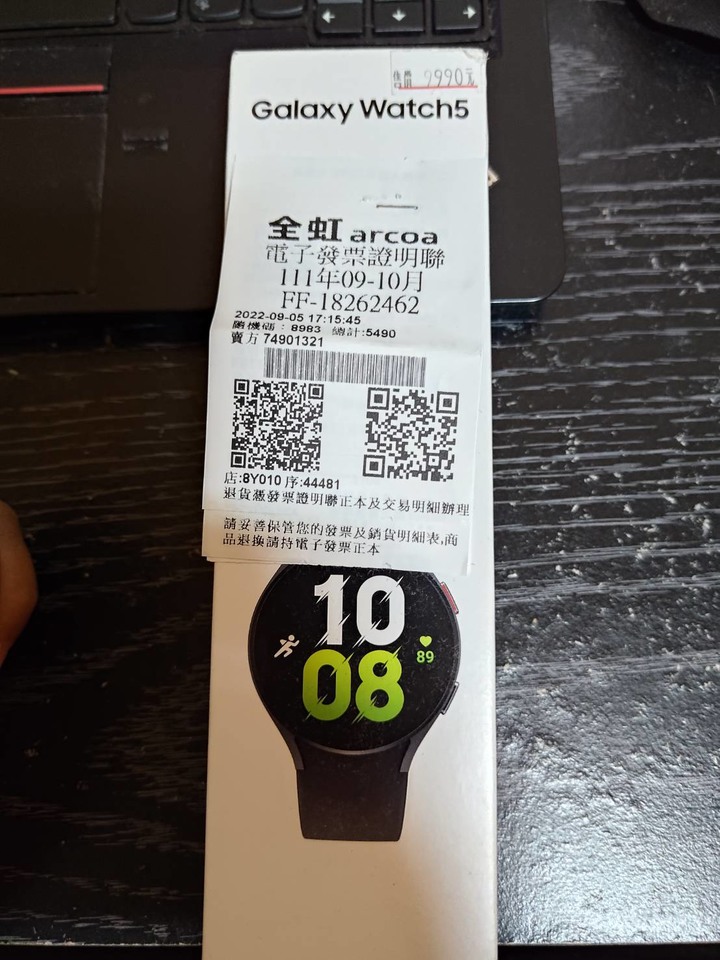 售價 9990元
Galaxy Watch5
全虹 arcoa
電子發票證明聯
111年09-10月
FF-18262462
2022-09-05 17:15:45
隨機碼：8983 總計:5490
賣方 74901321
店:8Y010 序:44481
退貨憑發票證明聯正本及交易明細辦理
請妥善保管您的發票及銷貨明細表,商
品退換請持電子發票正本
10
08
89